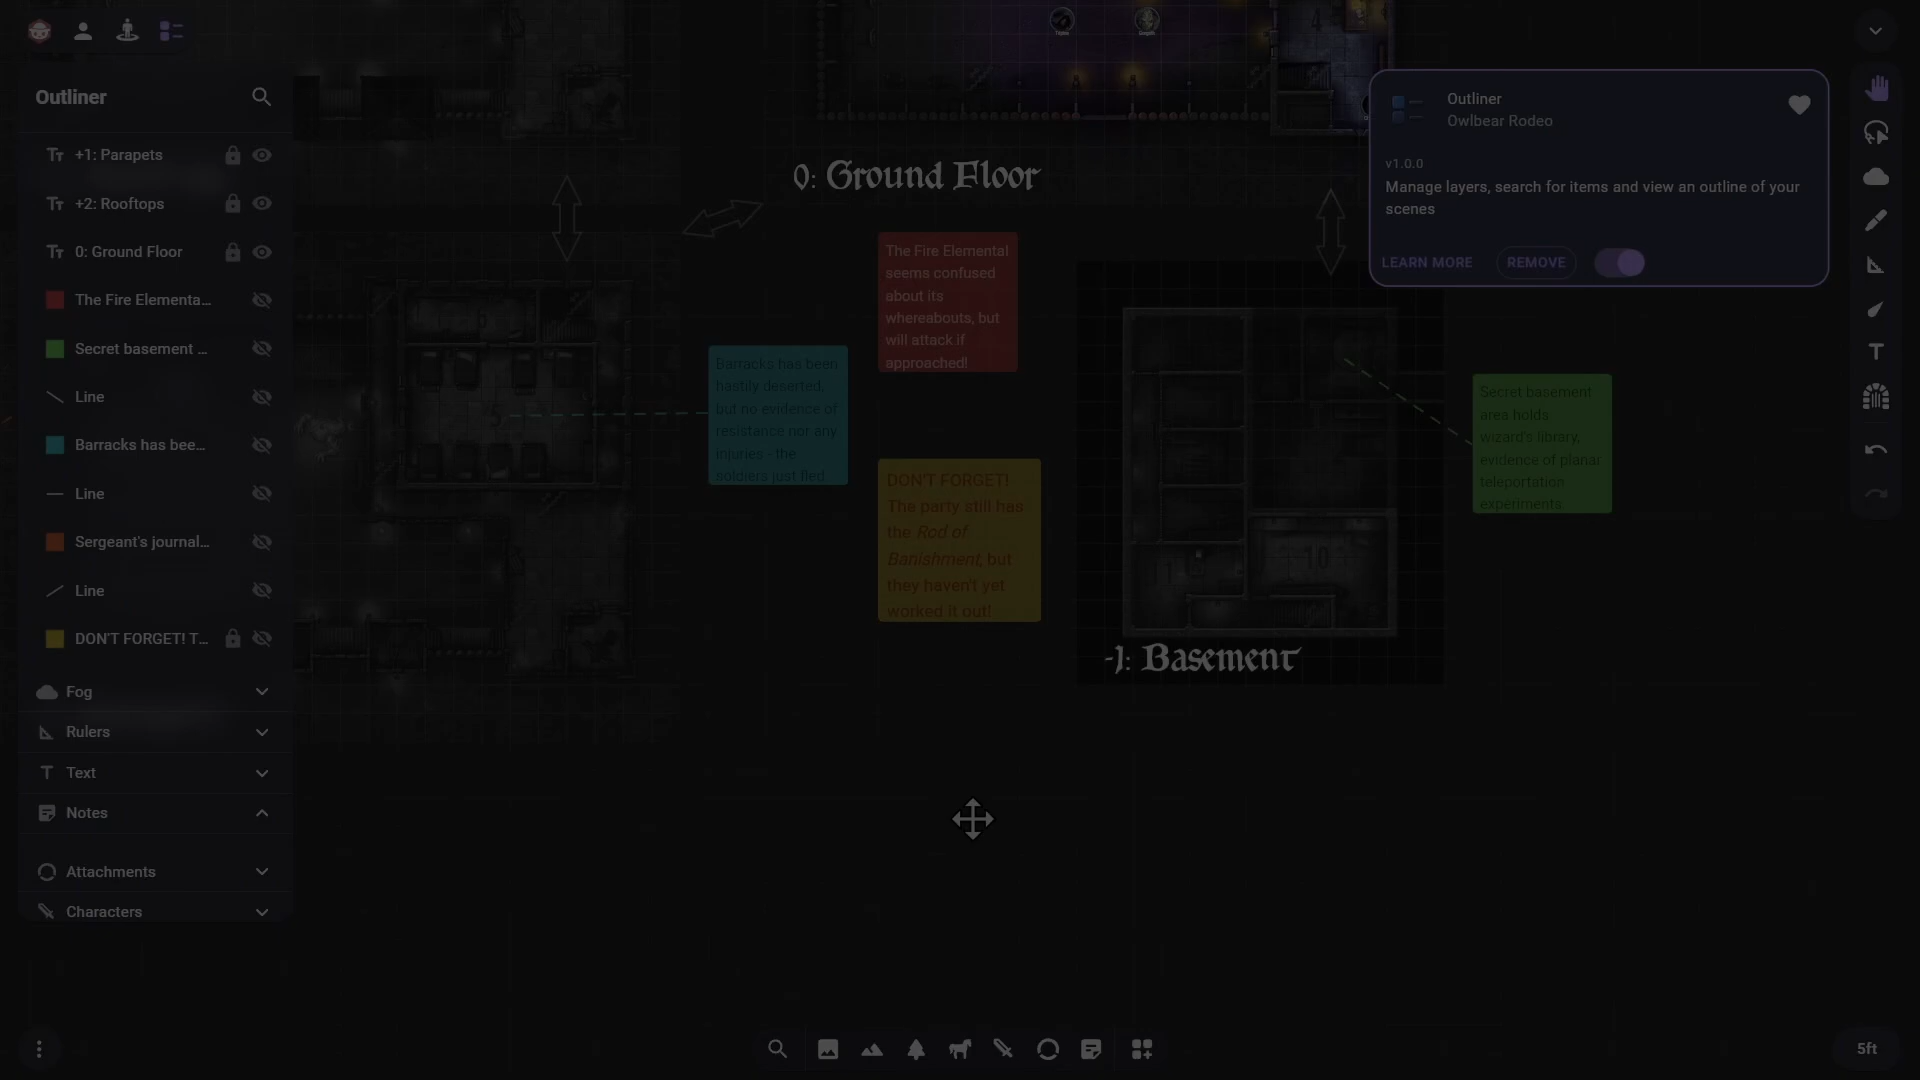 Outliner
+1: Parapets
+2: Rooftops
0: Ground Floor
The Fire Elementa...
Secret basement ...
Line
Barracks has bee...
Line
Sergeant's journal...
Line
DON'T FORGET! T...
Fog
Rulers
Text
Notes
Attachments
Characters
4
0: Ground Floor
The Fire Elemental
seems confused
about its
whereabouts, but
will attack if
approached!
Barracks has been
hastily deserted,
but no evidence of
resistance nor any
injuries - the
soldiers just fled.
DON'T FORGET!
The party still has
the Rod of
Banishment, but
they haven't yet
worked it out!
10
11
-1: Basement
Secret basement
area holds
wizard's library,
evidence of planar
teleportation
experiments.
Outliner
Owlbear Rodeo
v1.0.0
Manage layers, search for items and view an outline of your
scenes
LEARN MORE
REMOVE
5ft